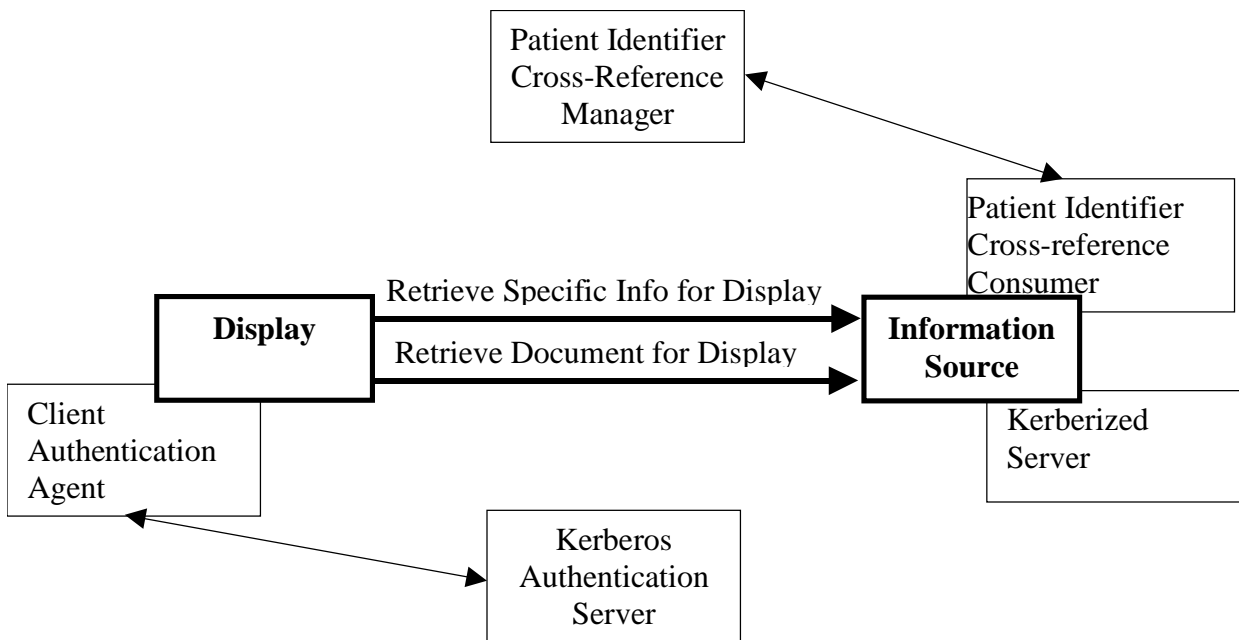 Patient Identifier
Cross-Reference
Manager
Patient Identifier
Cross-reference
Consumer
Retrieve Specific Info for Display
Display
Information
Source
Retrieve Document for Display
Client
Authentication
Agent
Kerberized
Server
Kerberos
Authentication
Server